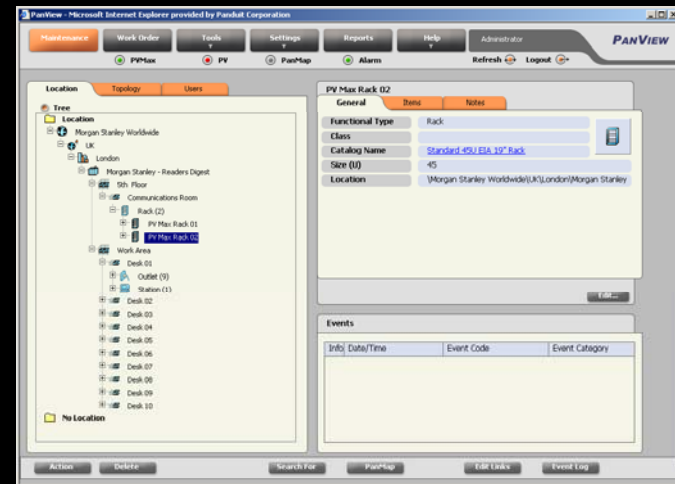 PanView - Microsoft Internet Explorer provided by Panduit Corporation
Maintenance Work Order Tools Settings Reports Help Administrator PANVIEW
PVMax PV PanMap Alarm Refresh Logout
Location Topology Users
Tree
Location
Morgan Stanley Worldwide
UK
London
Morgan Stanley - Readers Digest
5th Floor
Communications Room
Rack (2)
PV Max Rack 01
PV Max Rack 02
Work Area
Desk 01
Outlet (9)
Station (1)
Desk 02
Desk 03
Desk 04
Desk 05
Desk 06
Desk 07
Desk 08
Desk 09
Desk 10
No Location
PV Max Rack 02
General Items Notes
Functional Type Rack
Class
Catalog Name Standard 45U EIA 19" Rack
Size (U) 45
Location \Morgan Stanley Worldwide\UK\London\Morgan Stanley
Edit...
Events
Info Date/Time Event Code Event Category
Action Delete Search For PanMap Edit Links Event Log